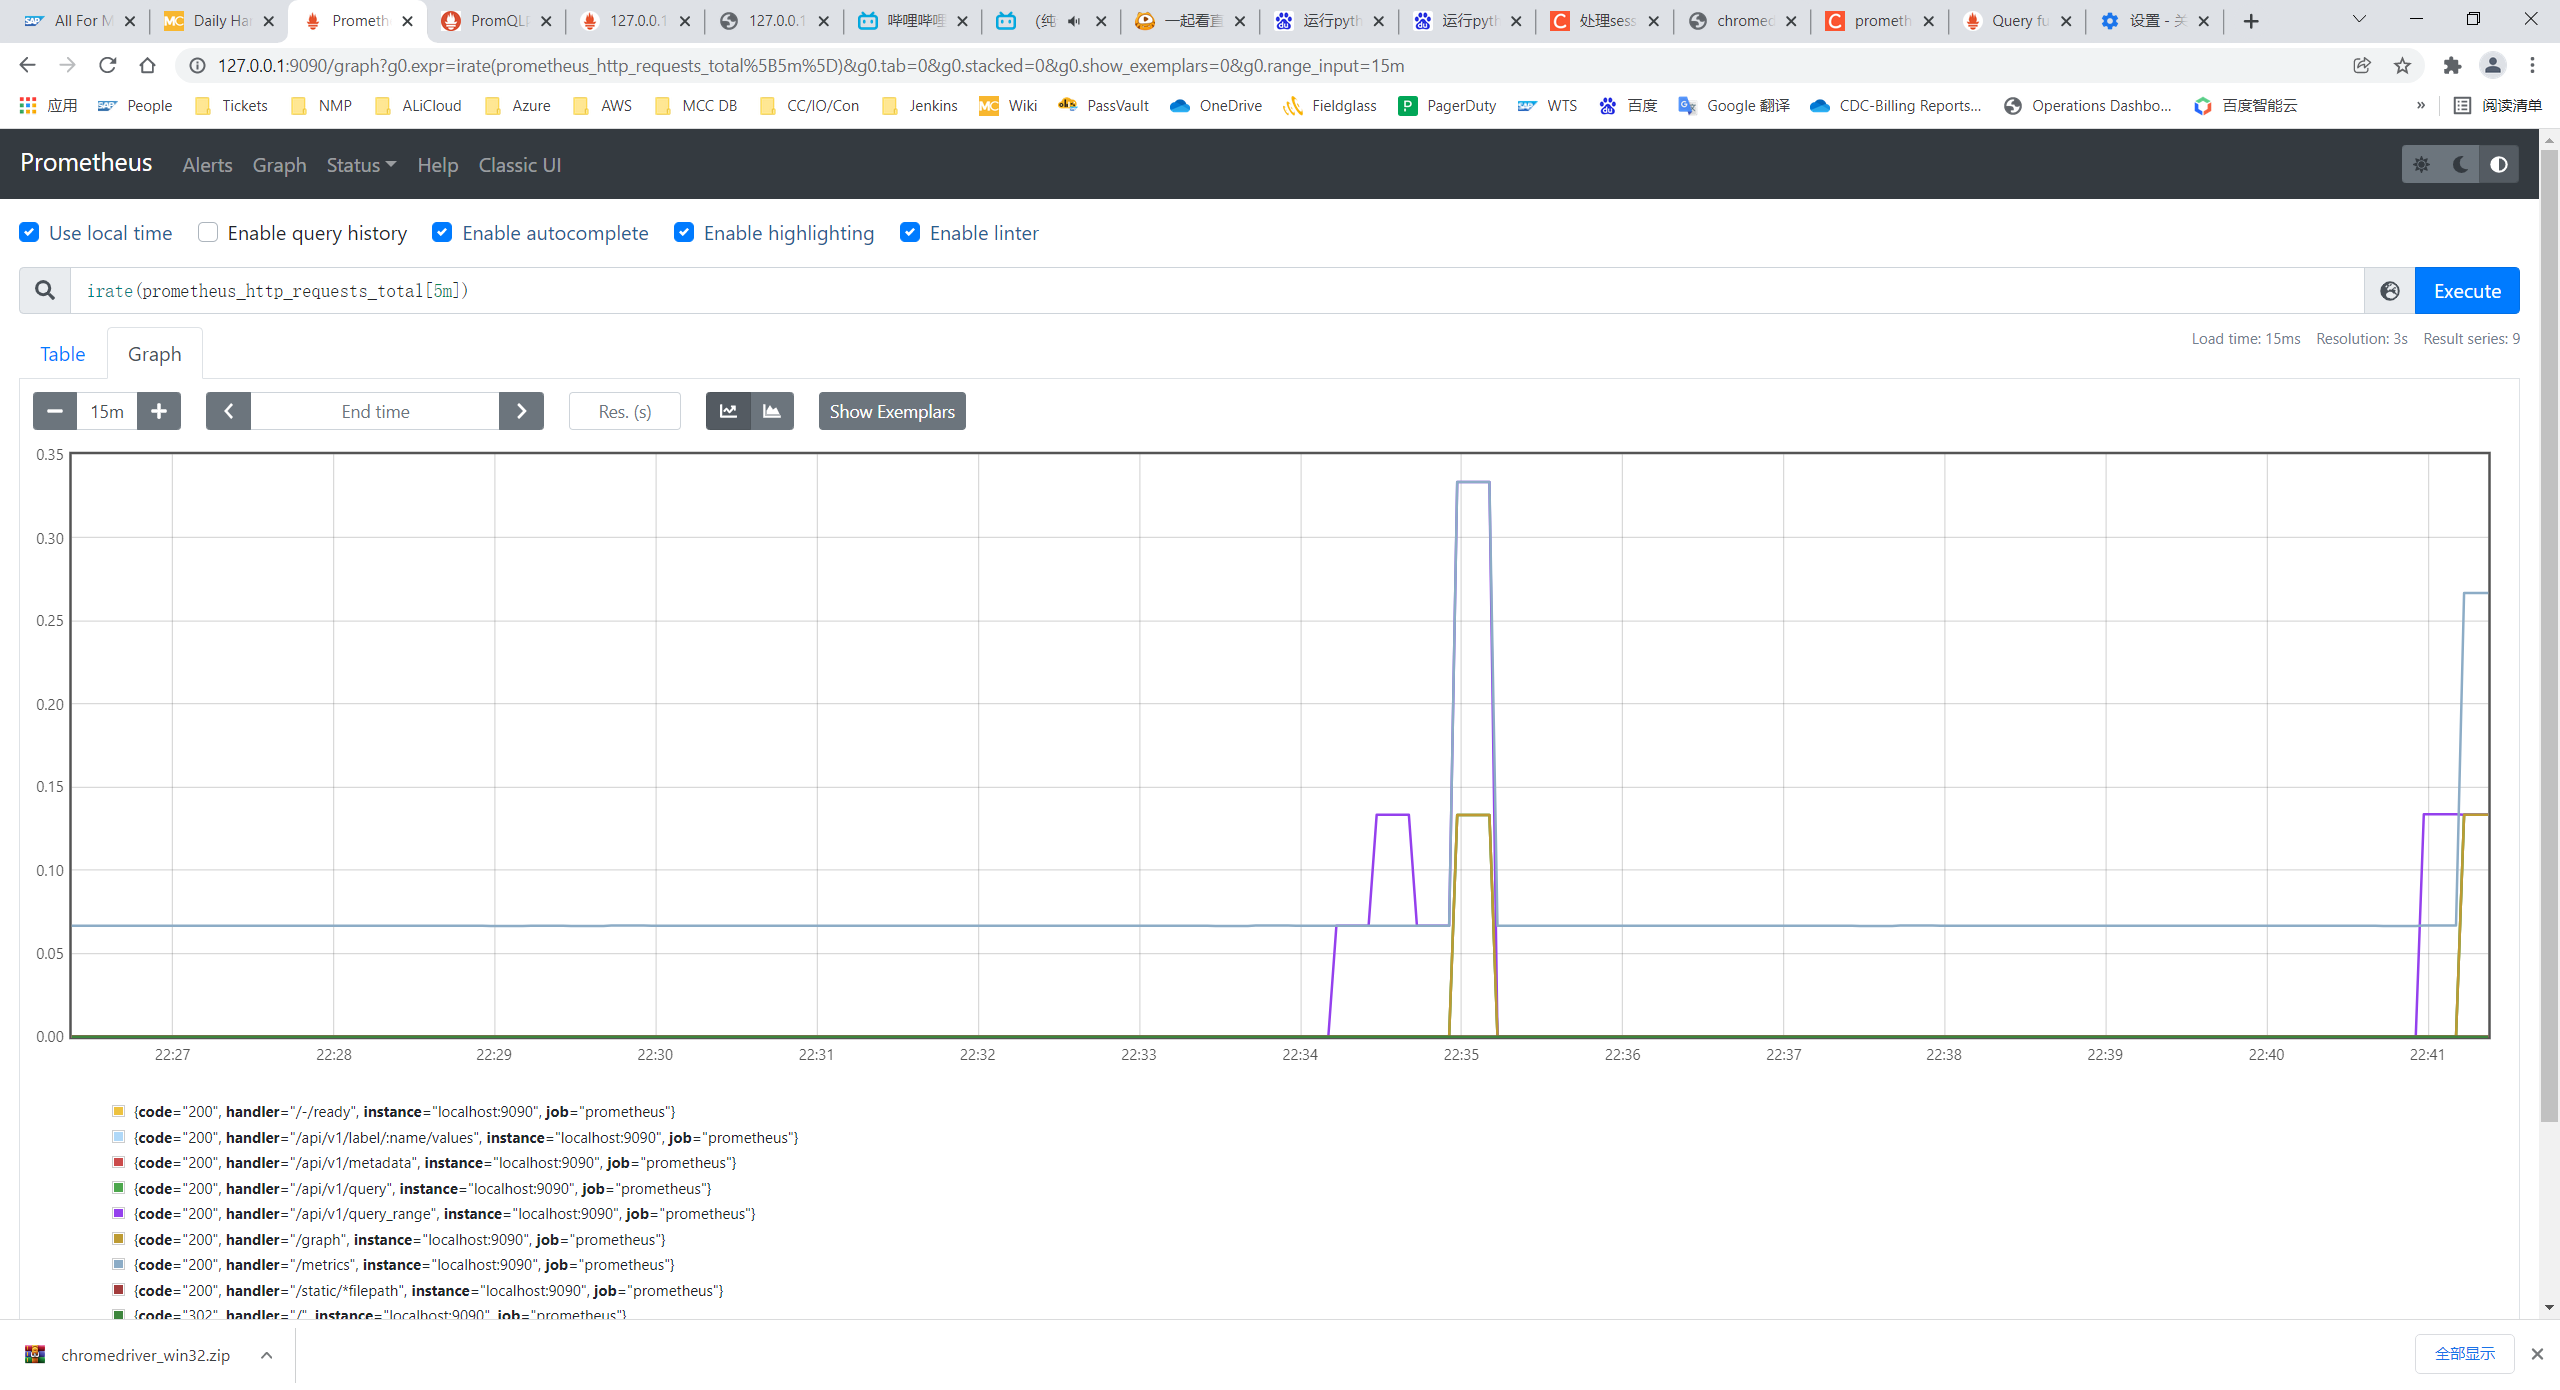 All For M
Daily Ha
Prometh
PromQL
127.0.0.1
127.0.0.1
哔哩哔哩
(纯
一起看直
运行pyth
运行pyth
处理sess
chromed
prometh
Query fu
设置 - 关
127.0.0.1:9090/graph?g0.expr=irate(prometheus_http_requests_total%5B5m%5D)&g0.tab=0&g0.stacked=0&g0.show_exemplars=0&g0.range_input=15m
应用 People Tickets NMP ALiCloud Azure AWS MCC DB CC/IO/Con Jenkins MC Wiki PassVault OneDrive Fieldglass PagerDuty WTS 百度 Google 翻译 CDC-Billing Reports... Operations Dashbo... 百度智能云 » 阅读清单
Prometheus Alerts Graph Status Help Classic UI
Use local time Enable query history Enable autocomplete Enable highlighting Enable linter
irate(prometheus_http_requests_total[5m])
Execute
Table Graph
Load time: 15ms Resolution: 3s Result series: 9
15m End time Res. (s) Show Exemplars
0.35
0.30
0.25
0.20
0.15
0.10
0.05
0.00
22:27 22:28 22:29 22:30 22:31 22:32 22:33 22:34 22:35 22:36 22:37 22:38 22:39 22:40 22:41
{code="200", handler="/-/ready", instance="localhost:9090", job="prometheus"}
{code="200", handler="/api/v1/label/:name/values", instance="localhost:9090", job="prometheus"}
{code="200", handler="/api/v1/metadata", instance="localhost:9090", job="prometheus"}
{code="200", handler="/api/v1/query", instance="localhost:9090", job="prometheus"}
{code="200", handler="/api/v1/query_range", instance="localhost:9090", job="prometheus"}
{code="200", handler="/graph", instance="localhost:9090", job="prometheus"}
{code="200", handler="/metrics", instance="localhost:9090", job="prometheus"}
{code="200", handler="/static/*filepath", instance="localhost:9090", job="prometheus"}
{code="302", handler="/", instance="localhost:9090", job="prometheus"}
chromedriver_win32.zip
全部显示